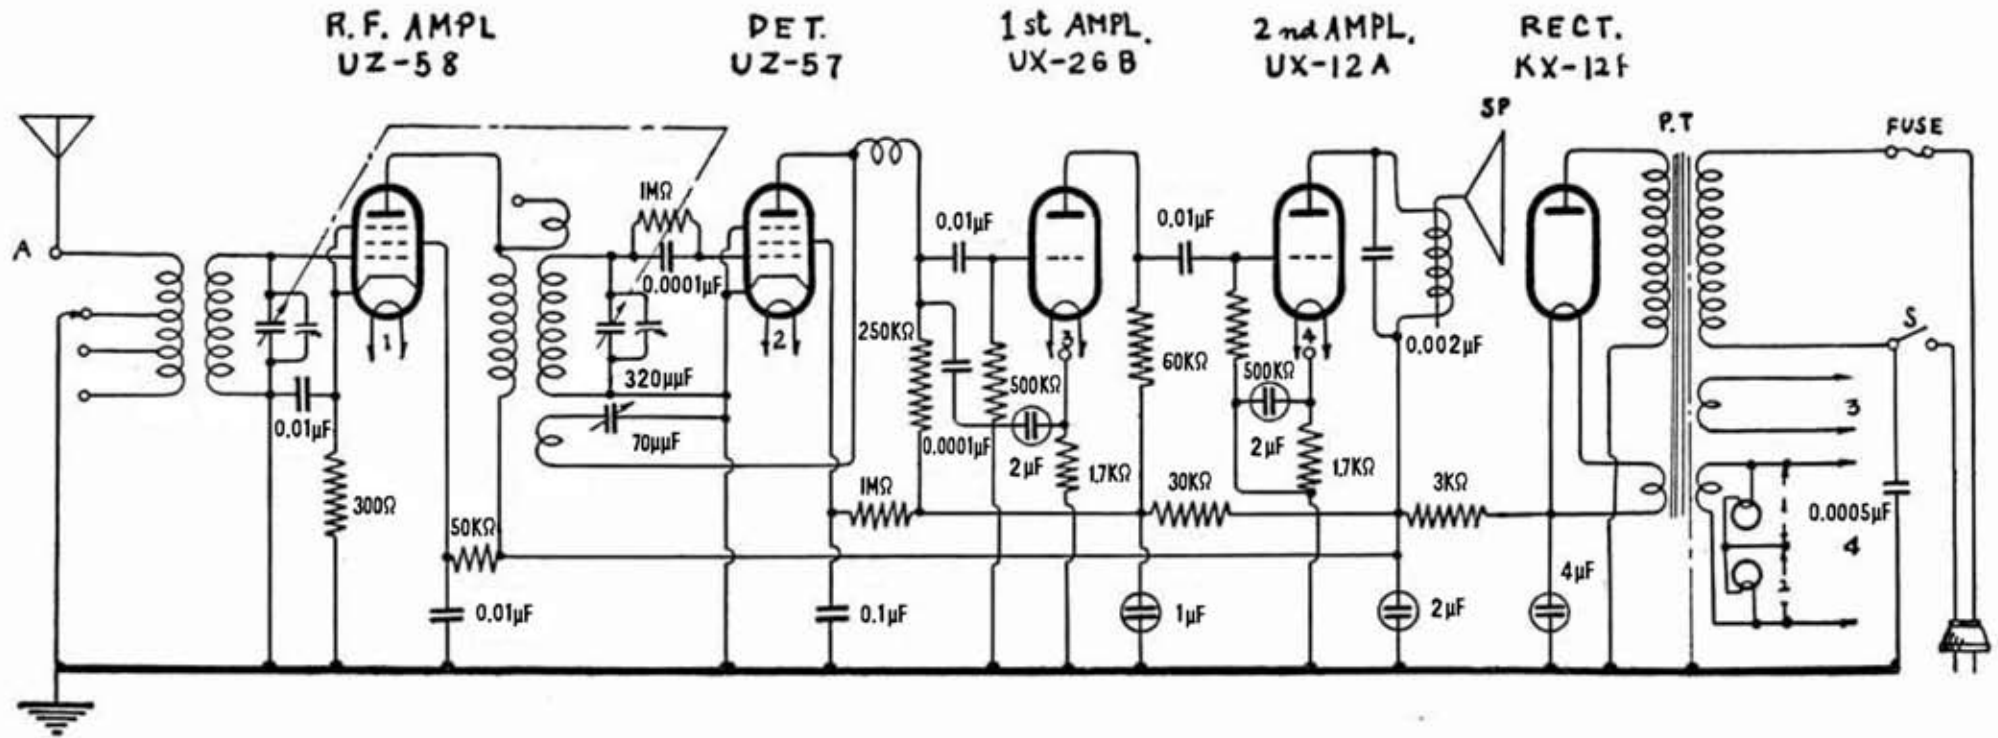 R.F. AMPL
UZ-58
DET.
UZ-57
1st AMPL.
UX-26B
2nd AMPL.
UX-12A
RECT.
KX-12F
SP
P.T
FUSE
A
1MΩ
0.0001μF
1
2
3
4
0.01μF
0.01μF
250KΩ
60KΩ
500KΩ
500KΩ
0.002μF
S
320μμF
70μμF
0.01μF
300Ω
0.0001μF
2μF
1.7KΩ
2μF
1.7KΩ
3
1MΩ
30KΩ
3KΩ
50KΩ
0.0005μF
4
1
2
0.01μF
0.1μF
1μF
2μF
4μF